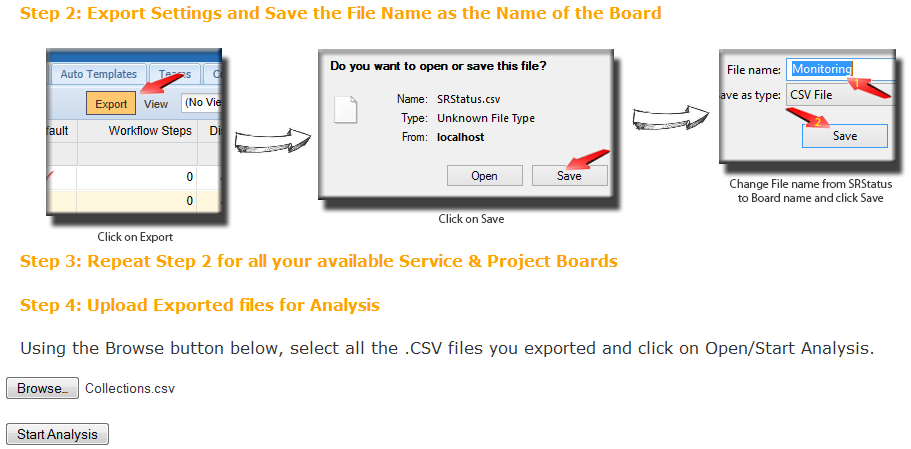 Step 2: Export Settings and Save the File Name as the Name of the Board
Auto Templates Teams
Export View (No Vie
fault Workflow Steps Dis
0
0
Click on Export
Do you want to open or save this file?
Name: SRStatus.csv
Type: Unknown File Type
From: localhost
Open Save
Click on Save
File name: Monitoring
1
ave as type: CSV File
2
Save
Change File name from SRStatus
to Board name and click Save
Step 3: Repeat Step 2 for all your available Service & Project Boards
Step 4: Upload Exported files for Analysis
Using the Browse button below, select all the .CSV files you exported and click on Open/Start Analysis.
Browse... Collections.csv
Start Analysis